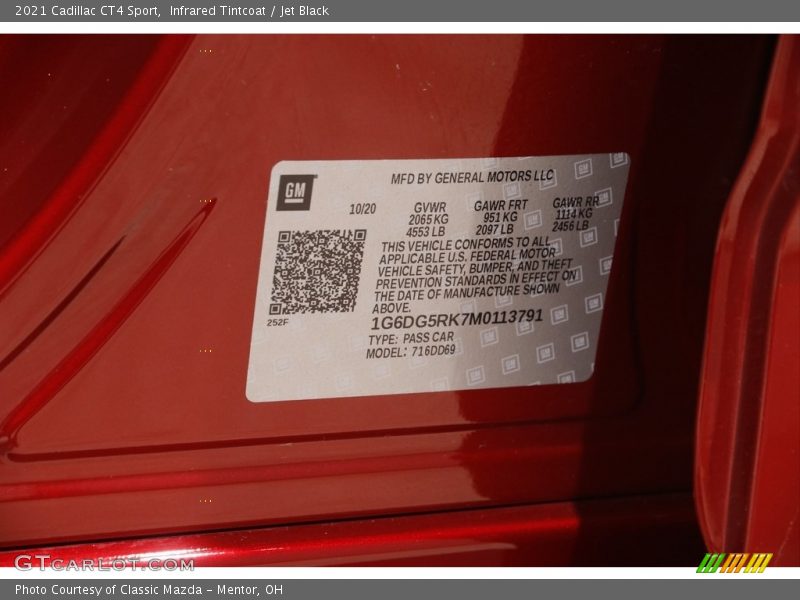 2021 Cadillac CT4 Sport,  Infrared Tintcoat / Jet Black
GM
MFD BY GENERAL MOTORS LLC
10/20
GVWR GAWR FRT GAWR RR
2065 KG 951 KG 1114 KG
4553 LB 2097 LB 2456 LB
THIS VEHICLE CONFORMS TO ALL
APPLICABLE U.S. FEDERAL MOTOR
VEHICLE SAFETY, BUMPER, AND THEFT
PREVENTION STANDARDS IN EFFECT ON
THE DATE OF MANUFACTURE SHOWN
ABOVE.
252F
1G6DG5RK7M0113791
TYPE: PASS CAR
MODEL: 716DD69
GTCARLOT.COM
Photo Courtesy of Classic Mazda - Mentor, OH